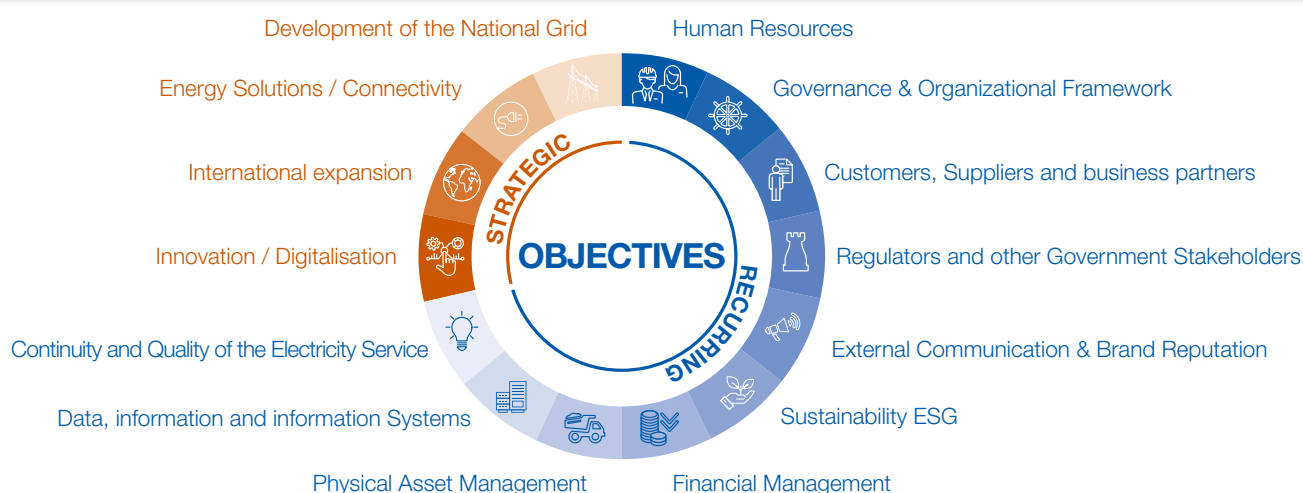 Development of the National Grid
Human Resources
Energy Solutions / Connectivity
Governance & Organizational Framework
International expansion
Customers, Suppliers and business partners
STRATEGIC
OBJECTIVES
RECURRING
Innovation / Digitalisation
Regulators and other Government Stakeholders
Continuity and Quality of the Electricity Service
External Communication & Brand Reputation
Data, information and information Systems
Sustainability ESG
Physical Asset Management
Financial Management